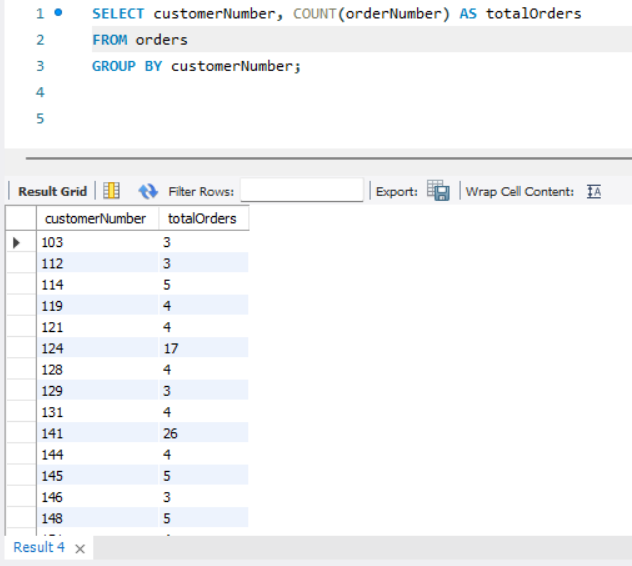 1 SELECT customerNumber, COUNT(orderNumber) AS totalOrders
2 FROM orders
3 GROUP BY customerNumber;
4
5
Result Grid Filter Rows: Export: Wrap Cell Content: IA
customerNumber totalOrders
103 3
112 3
114 5
119 4
121 4
124 17
128 4
129 3
131 4
141 26
144 4
145 5
146 3
148 5
Result 4 ×